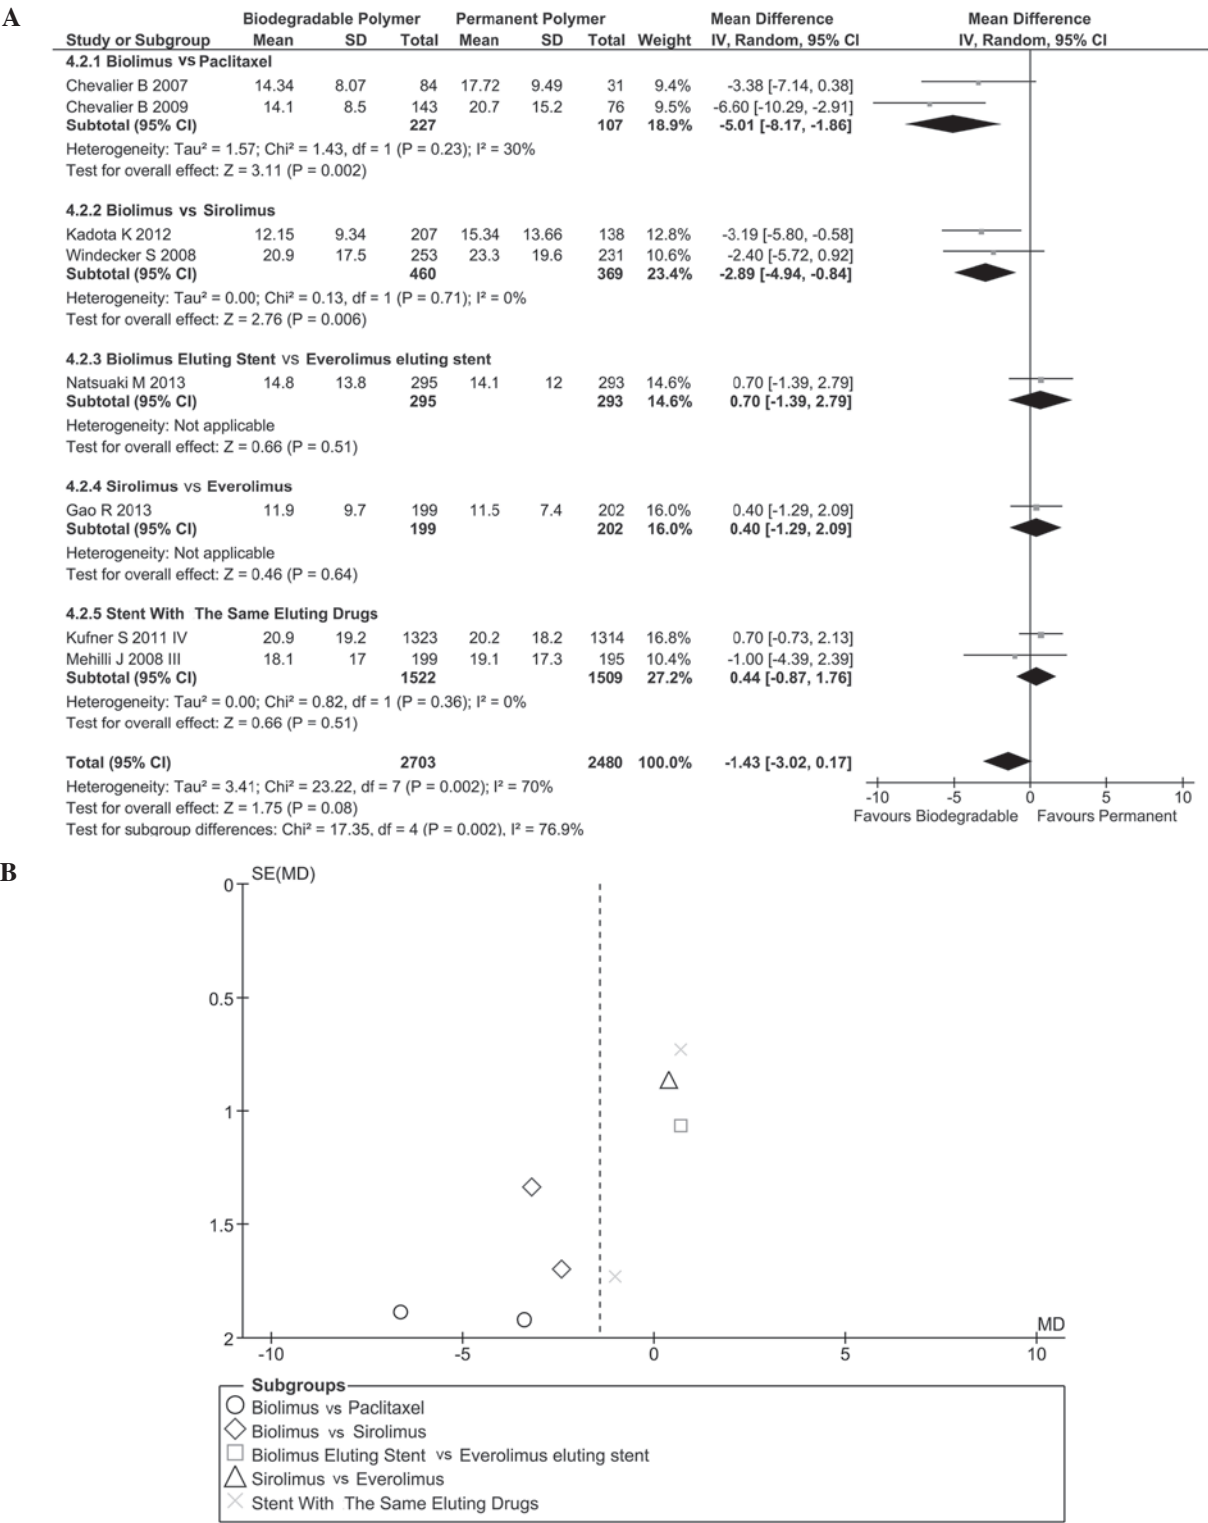 A
Biodegradable Polymer Permanent Polymer Mean Difference Mean Difference
Study or Subgroup Mean SD Total Mean SD Total Weight IV, Random, 95% CI IV, Random, 95% CI
4.2.1 Biolimus vs Paclitaxel
Chevalier B 2007 14.34 8.07 84 17.72 9.49 31 9.4% -3.38 [-7.14, 0.38]
Chevalier B 2009 14.1 8.5 143 20.7 15.2 76 9.5% -6.60 [-10.29, -2.91]
Subtotal (95% CI) 227 107 18.9% -5.01 [-8.17, -1.86]
Heterogeneity: Tau² = 1.57; Chi² = 1.43, df = 1 (P = 0.23); I² = 30%
Test for overall effect: Z = 3.11 (P = 0.002)
4.2.2 Biolimus vs Sirolimus
Kadota K 2012 12.15 9.34 207 15.34 13.66 138 12.8% -3.19 [-5.80, -0.58]
Windecker S 2008 20.9 17.5 253 23.3 19.6 231 10.6% -2.40 [-5.72, 0.92]
Subtotal (95% CI) 460 369 23.4% -2.89 [-4.94, -0.84]
Heterogeneity: Tau² = 0.00; Chi² = 0.13, df = 1 (P = 0.71); I² = 0%
Test for overall effect: Z = 2.76 (P = 0.006)
4.2.3 Biolimus Eluting Stent vs Everolimus eluting stent
Natsuaki M 2013 14.8 13.8 295 14.1 12 293 14.6% 0.70 [-1.39, 2.79]
Subtotal (95% CI) 295 293 14.6% 0.70 [-1.39, 2.79]
Heterogeneity: Not applicable
Test for overall effect: Z = 0.66 (P = 0.51)
4.2.4 Sirolimus vs Everolimus
Gao R 2013 11.9 9.7 199 11.5 7.4 202 16.0% 0.40 [-1.29, 2.09]
Subtotal (95% CI) 199 202 16.0% 0.40 [-1.29, 2.09]
Heterogeneity: Not applicable
Test for overall effect: Z = 0.46 (P = 0.64)
4.2.5 Stent With The Same Eluting Drugs
Kufner S 2011 IV 20.9 19.2 1323 20.2 18.2 1314 16.8% 0.70 [-0.73, 2.13]
Mehilli J 2008 III 18.1 17 199 19.1 17.3 195 10.4% -1.00 [-4.39, 2.39]
Subtotal (95% CI) 1522 1509 27.2% 0.44 [-0.87, 1.76]
Heterogeneity: Tau² = 0.00; Chi² = 0.82, df = 1 (P = 0.36); I² = 0%
Test for overall effect: Z = 0.66 (P = 0.51)
Total (95% CI) 2703 2480 100.0% -1.43 [-3.02, 0.17]
Heterogeneity: Tau² = 3.41; Chi² = 23.22, df = 7 (P = 0.002); I² = 70%
Test for overall effect: Z = 1.75 (P = 0.08)
Test for subgroup differences: Chi² = 17.35, df = 4 (P = 0.002), I² = 76.9%
-10 -5 0 5 10
Favours Biodegradable Favours Permanent
B
SE(MD)
0
0.5
1
1.5
2
MD
-10 -5 0 5 10
Subgroups
Biolimus vs Paclitaxel
Biolimus vs Sirolimus
Biolimus Eluting Stent vs Everolimus eluting stent
Sirolimus vs Everolimus
Stent With The Same Eluting Drugs